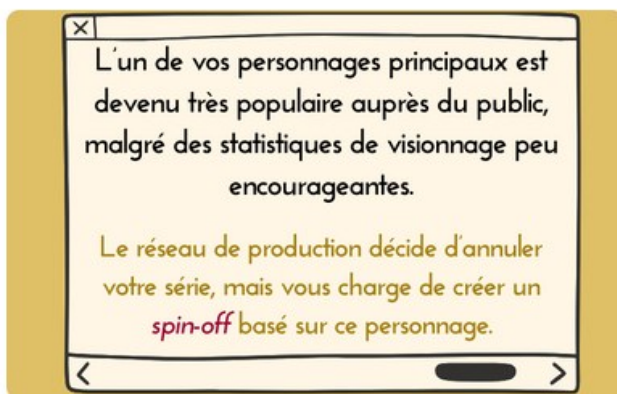 L'un de vos personnages principaux est
devenu très populaire auprès du public,
malgré des statistiques de visionnage peu
encourageantes.
Le réseau de production décide d'annuler
votre série, mais vous charge de créer un
spin-off basé sur ce personnage.